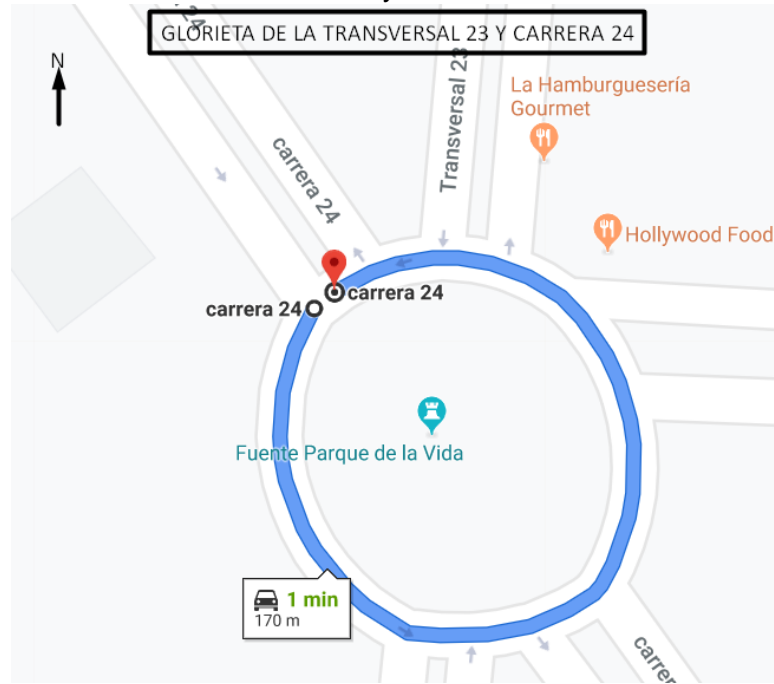 GLORIETA DE LA TRANSVERSAL 23 Y CARRERA 24
N
La Hamburguesería
Gourmet
carrera 24
Transversal 23
Hollywood Food
carrera 24
carrera 24
Fuente Parque de la Vida
1 min
170 m